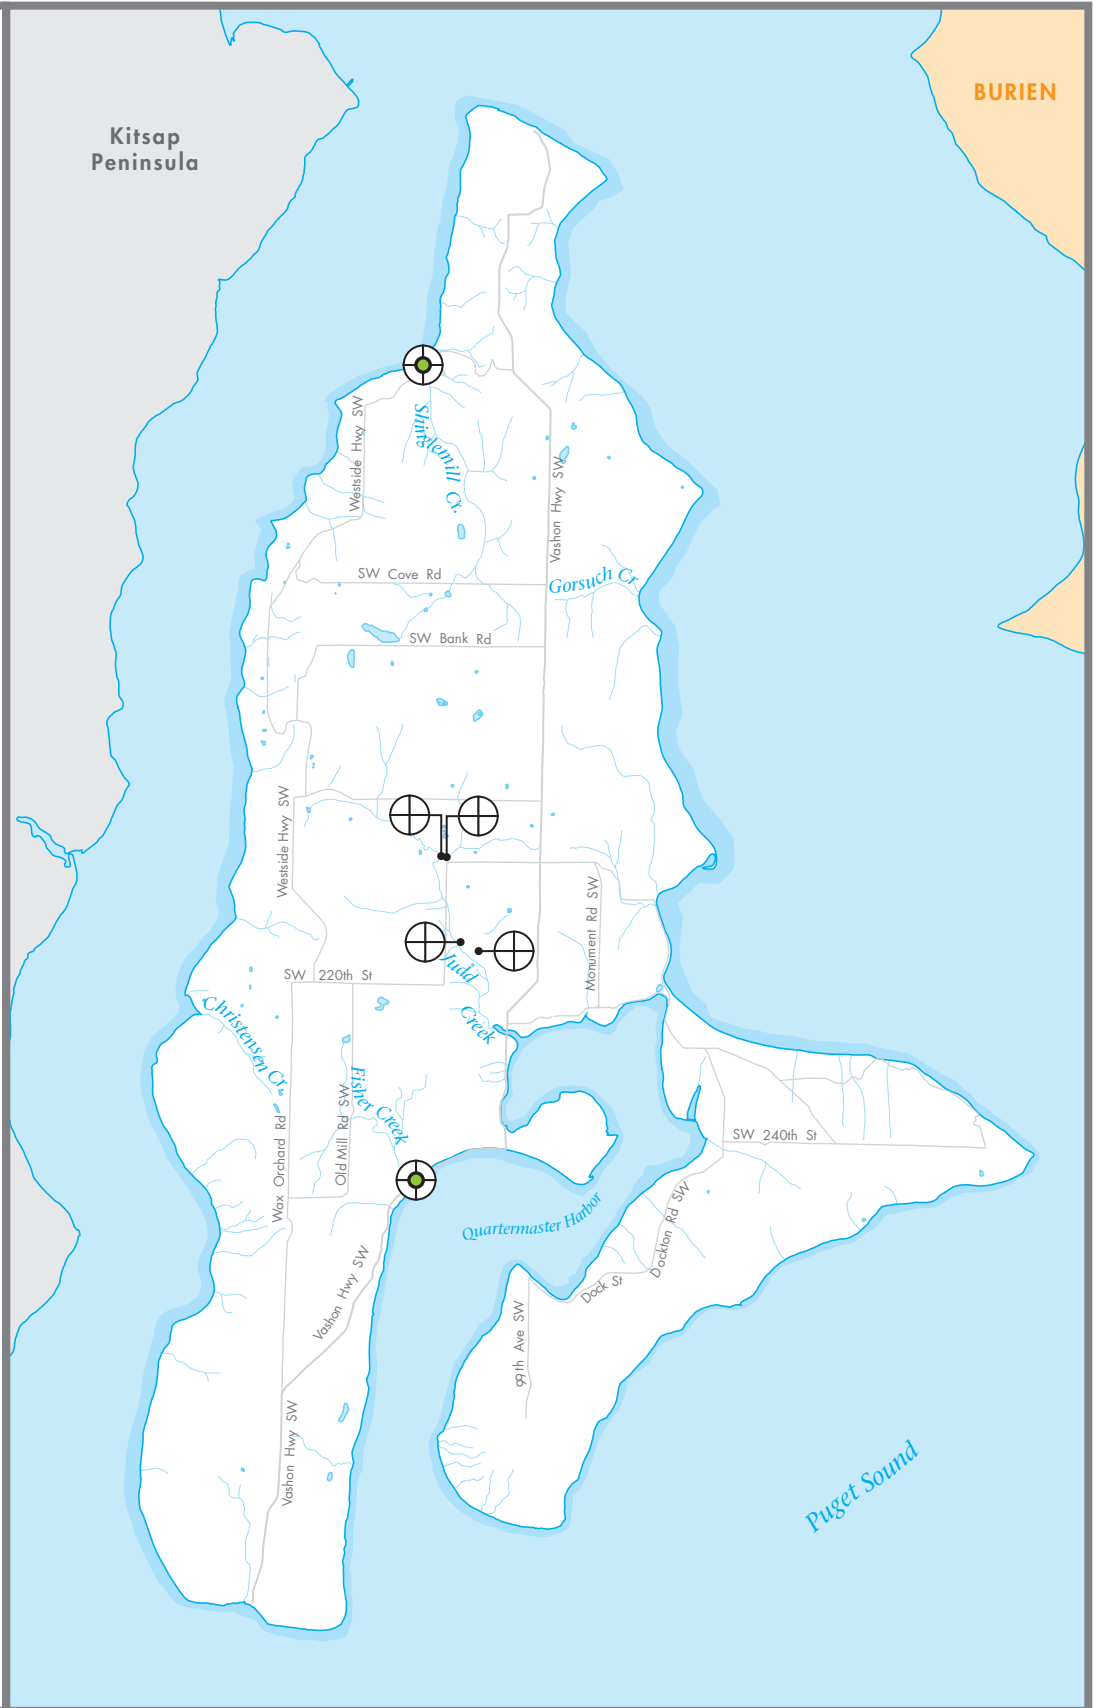 BURIEN
Kitsap
Peninsula
Westside Hwy SW
Shinglemill Cr.
Vashon Hwy SW
SW Cove Rd
Gorsuch Cr
SW Bank Rd
Westside Hwy SW
Monument Rd SW
Judd
Creek
SW 220th St
Christensen Cr.
Fisher Creek
Old Mill Rd SW
Wax Orchard Rd
SW 240th St
Quartermaster Harbor
Dockton Rd SW
Dock St
Vashon Hwy SW
99th Ave SW
Vashon Hwy SW
Puget Sound